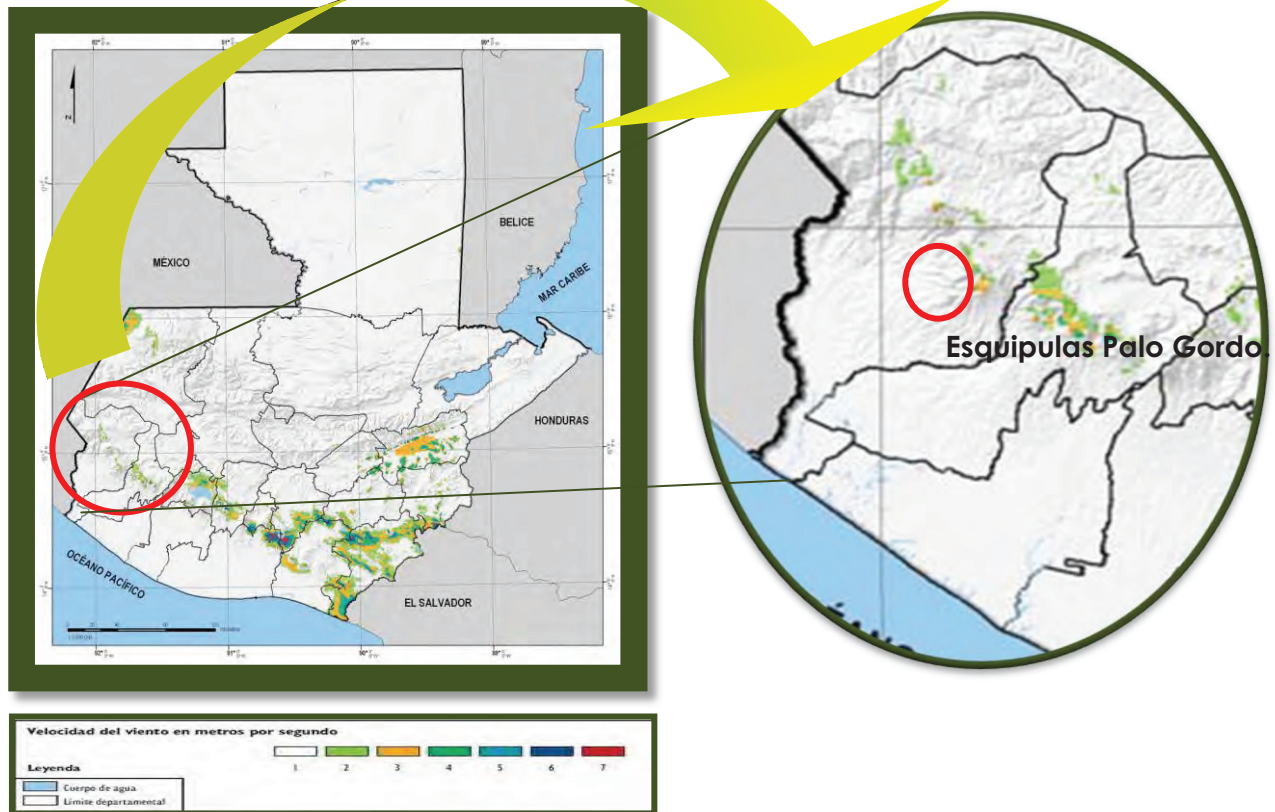 N
MÉXICO
BELICE
MAR CARIBE
HONDURAS
OCÉANO PACÍFICO
EL SALVADOR
Esquipulas Palo Gordo.
Velocidad del viento en metros por segundo
1 2 3 4 5 6 7
Leyenda
Cuerpo de agua
Límite departamental